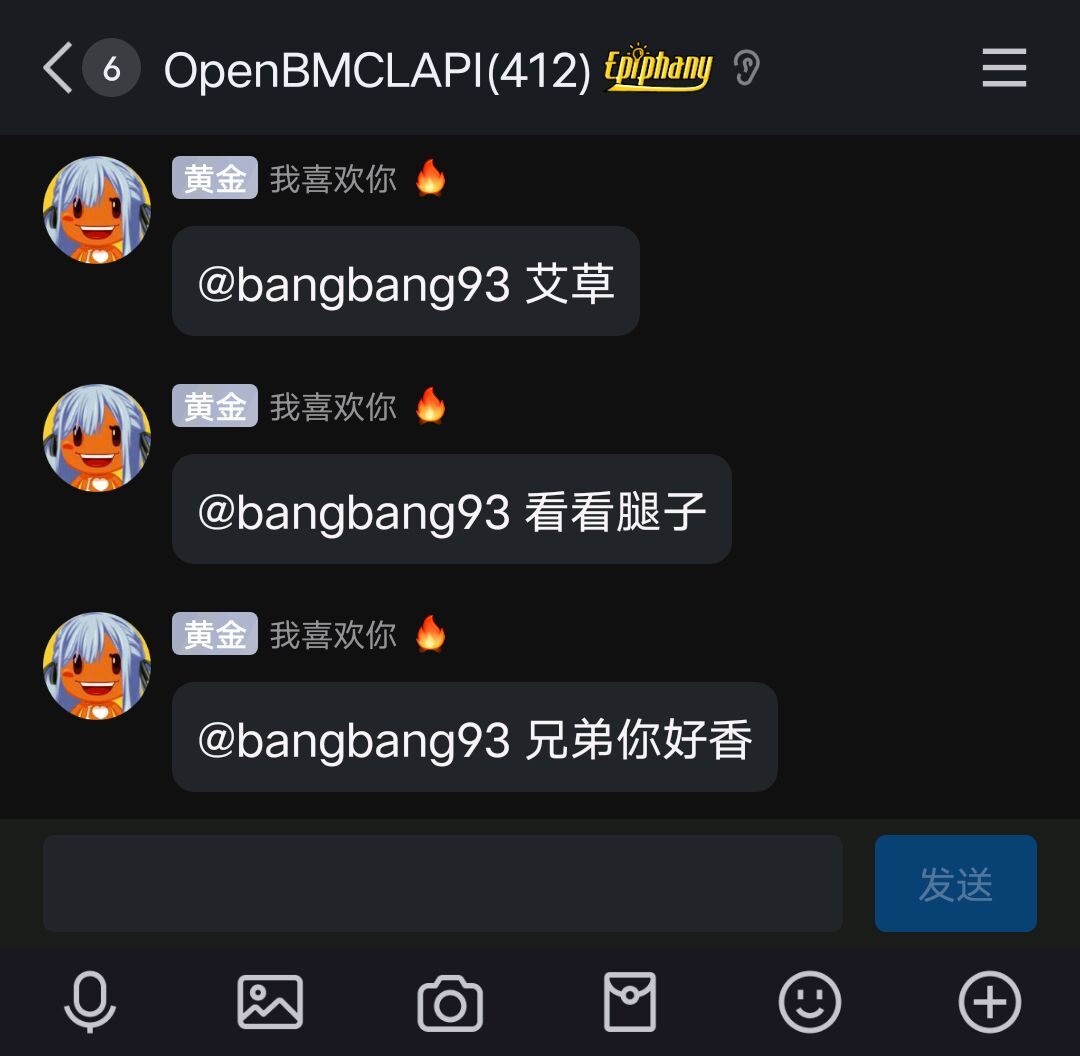 6 OpenBMCLAPI(412) Epiphany
黄金 我喜欢你 🔥
@bangbang93 艾草
黄金 我喜欢你 🔥
@bangbang93 看看腿子
黄金 我喜欢你 🔥
@bangbang93 兄弟你好香
发送